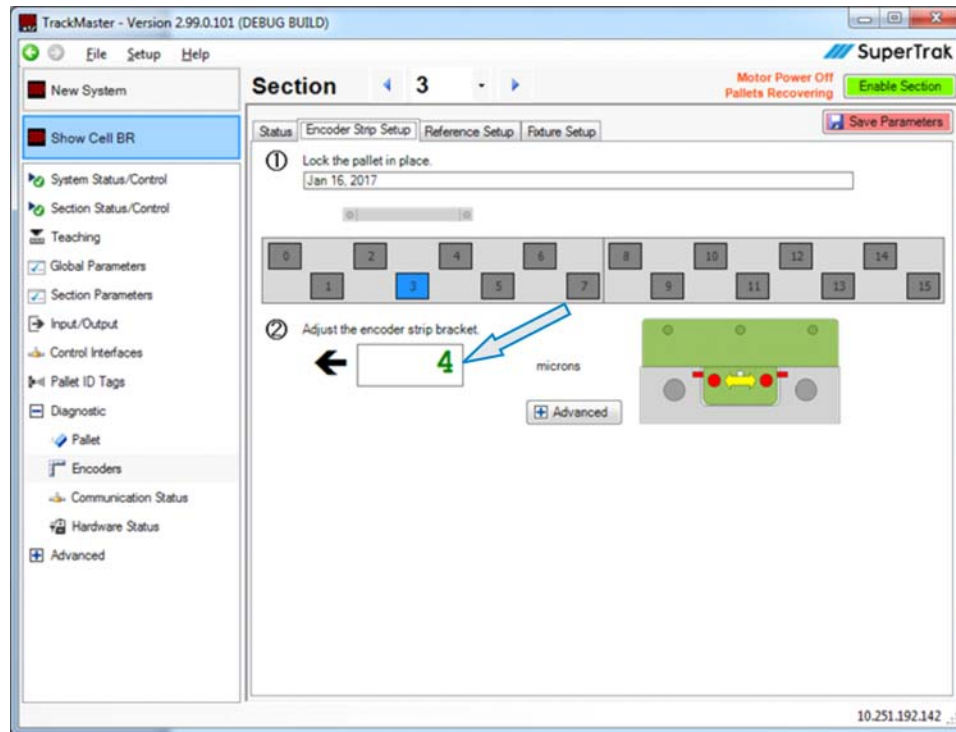 TrackMaster - Version 2.99.0.101 (DEBUG BUILD)
File Setup Help
SuperTrak
New System
Section 3
Motor Power Off
Pallets Recovering
Enable Section
Show Cell BR
Save Parameters
Status Encoder Strip Setup Reference Setup Fixture Setup
① Lock the pallet in place.
Jan 16, 2017
System Status/Control
Section Status/Control
Teaching
Global Parameters
Section Parameters
Input/Output
Control Interfaces
Pallet ID Tags
Diagnostic
Pallet
Encoders
Communication Status
Hardware Status
Advanced
0 2 4 6 8 10 12 14
1 3 5 7 9 11 13 15
② Adjust the encoder strip bracket.
4 microns
Advanced
10.251.192.142